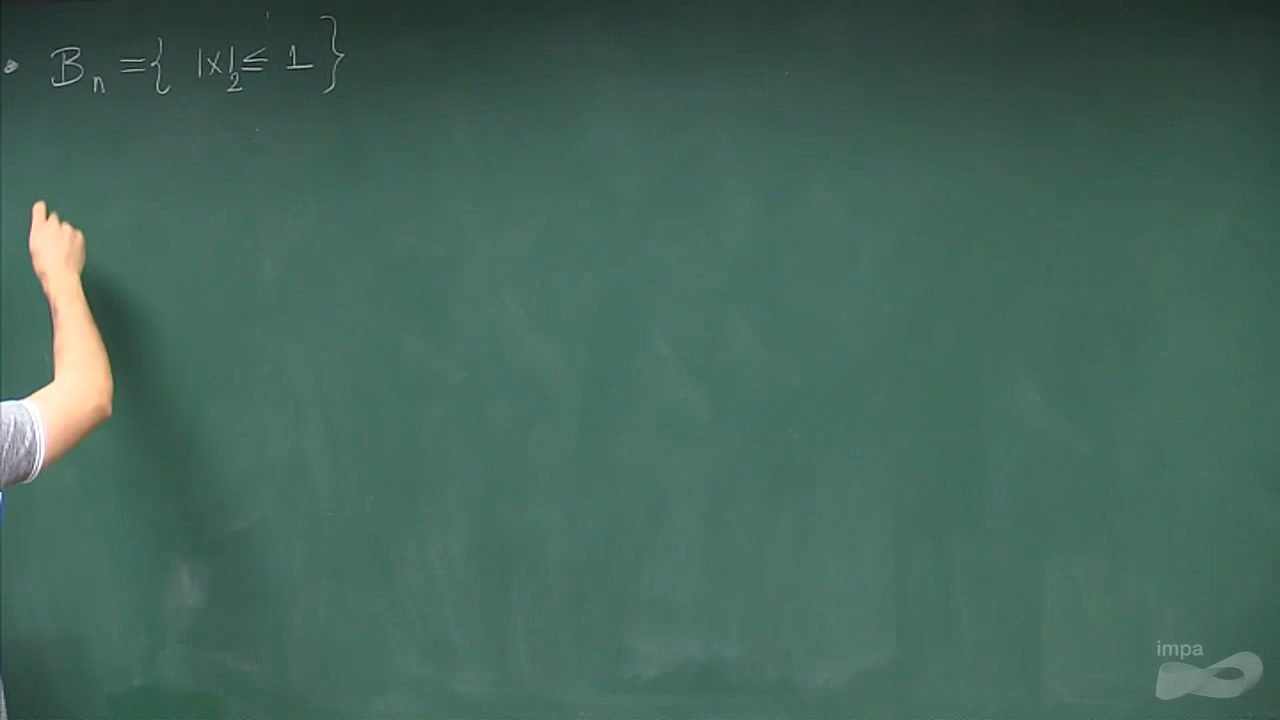 • Bₙ = { |x|₂ ≤ 1 }
impa